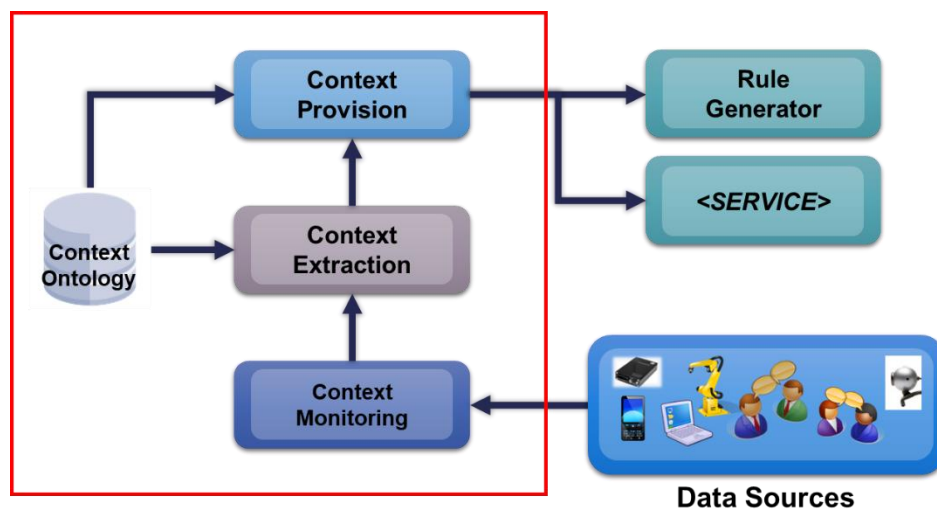 Context
Provision
Rule
Generator
<SERVICE>
Context
Ontology
Context
Extraction
Context
Monitoring
Data Sources